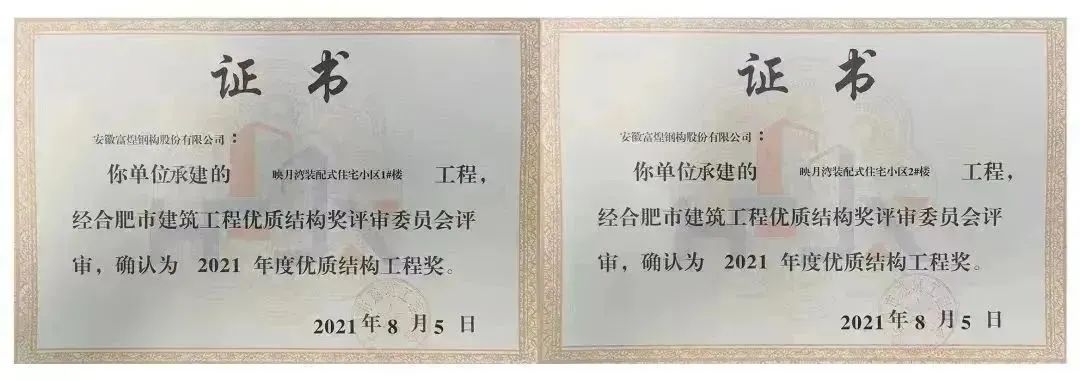 证书
安徽富煌钢构股份有限公司：
你单位承建的 映月湾装配式住宅小区1#楼 工程，
经合肥市建筑工程优质结构奖评审委员会评
审，确认为 2021 年度优质结构工程奖。
2021年8月5日
证书
安徽富煌钢构股份有限公司：
你单位承建的 映月湾装配式住宅小区2#楼 工程，
经合肥市建筑工程优质结构奖评审委员会评
审，确认为 2021 年度优质结构工程奖。
2021年8月5日